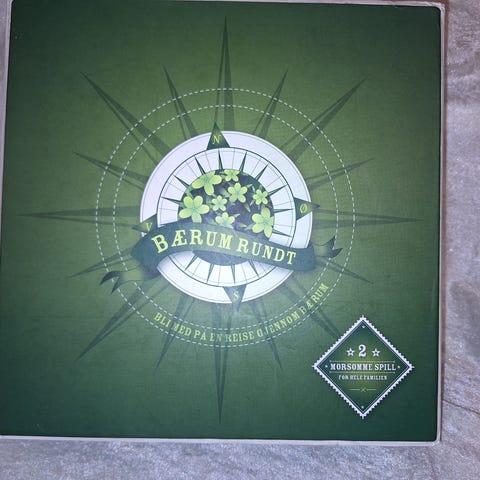 N
V
Ø
BÆRUM RUNDT
S
BLI MED PÅ EN REISE GJENNOM BÆRUM
2
MORSOMME SPILL
FOR HELE FAMILIEN